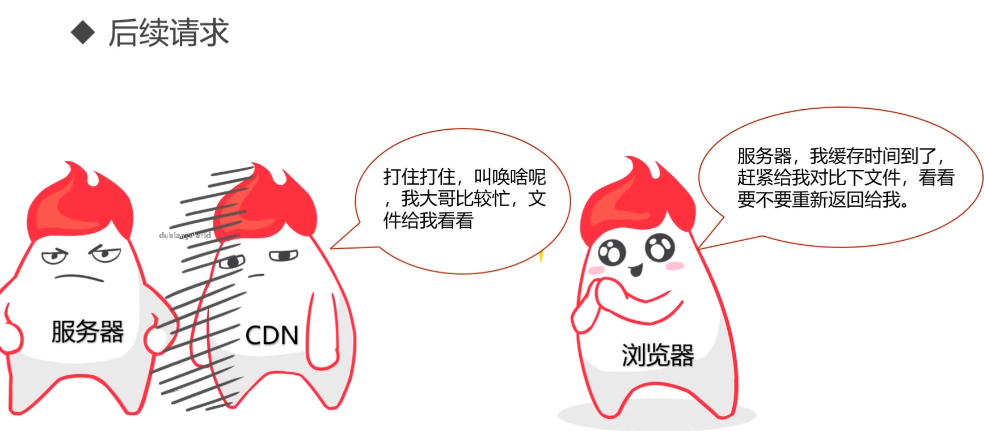 后续请求
打住打住，叫唤啥呢
，我大哥比较忙，文
件给我看看
服务器，我缓存时间到了，
赶紧给我对比下文件，看看
要不要重新返回给我。
服务器
CDN
浏览器